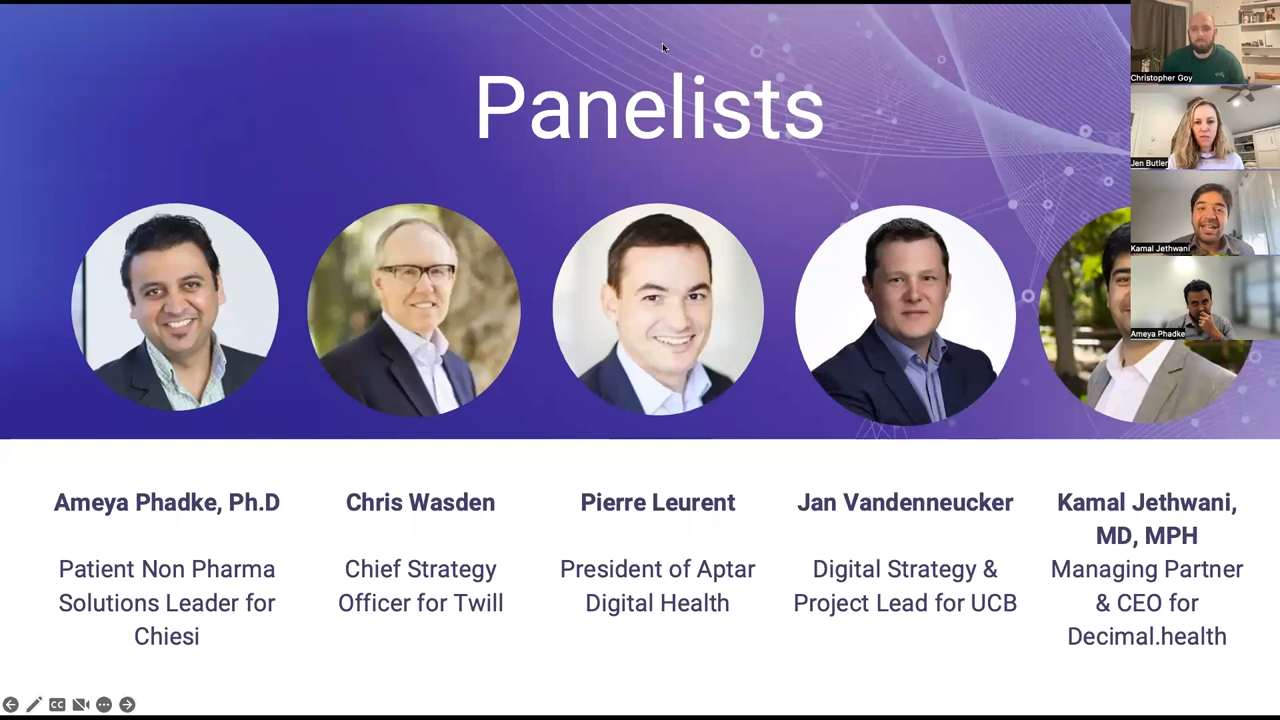 Panelists
Christopher Goy
Jen Butler
Kamal Jethwani
Ameya Phadke
Ameya Phadke, Ph.D
Patient Non Pharma
Solutions Leader for
Chiesi
Chris Wasden
Chief Strategy
Officer for Twill
Pierre Leurent
President of Aptar
Digital Health
Jan Vandenneucker
Digital Strategy &
Project Lead for UCB
Kamal Jethwani,
MD, MPH
Managing Partner
& CEO for
Decimal.health
CC